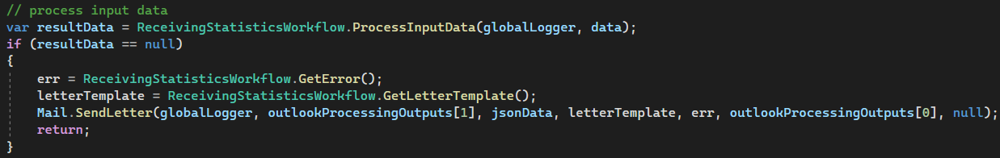 // process input data
var resultData = ReceivingStatisticsWorkflow.ProcessInputData(globalLogger, data);
if (resultData == null)
{
    err = ReceivingStatisticsWorkflow.GetError();
    letterTemplate = ReceivingStatisticsWorkflow.GetLetterTemplate();
    Mail.SendLetter(globalLogger, outlookProcessingOutputs[1], jsonData, letterTemplate, err, outlookProcessingOutputs[0], null);
    return;
}